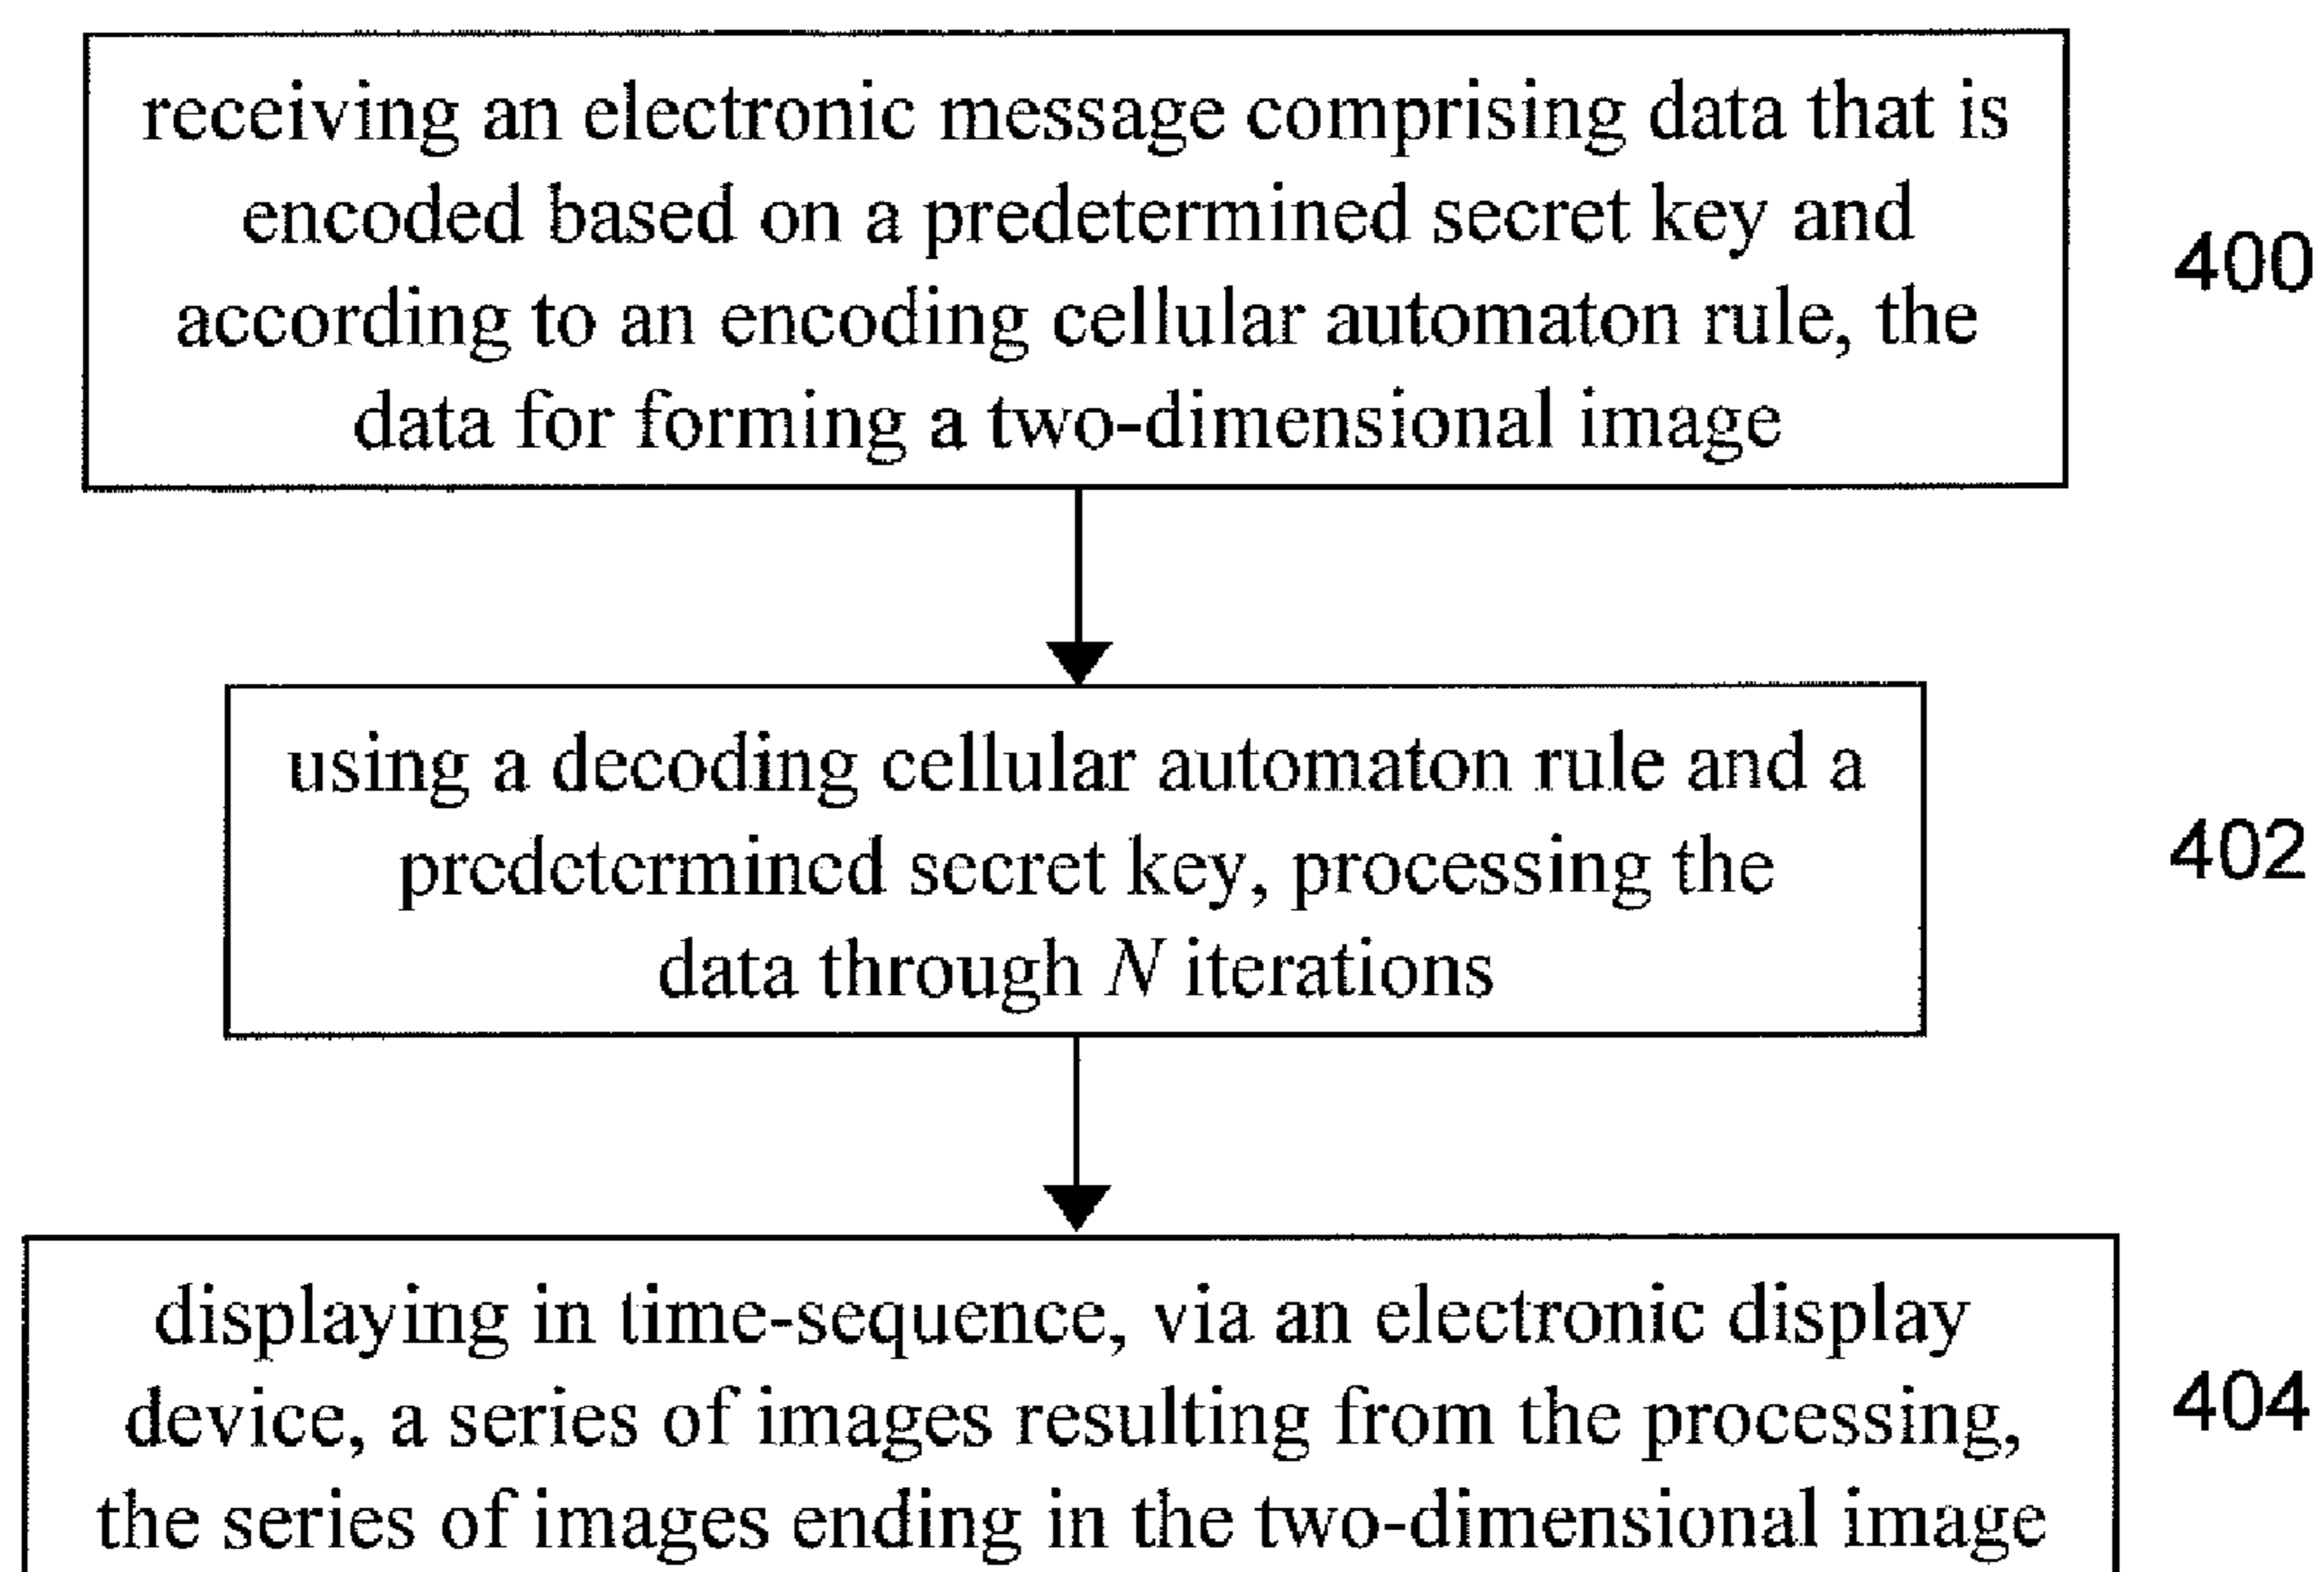 receiving an electronic message comprising data that is
encoded based on a predetermined secret key and
according to an encoding cellular automaton rule, the
data for forming a two-dimensional image
400
using a decoding cellular automaton rule and a
predetermined secret key, processing the
data through N iterations
402
displaying in time-sequence, via an electronic display
device, a series of images resulting from the processing,
the series of images ending in the two-dimensional image
404